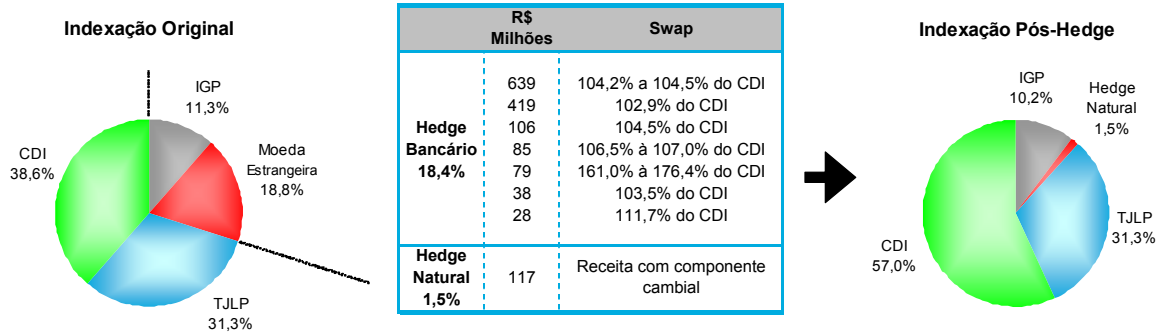 Indexação Original
IGP
11,3%
Moeda
Estrangeira
18,8%
CDI
38,6%
TJLP
31,3%
R$
Milhões
Swap
Hedge
Bancário
18,4%
639 104,2% a 104,5% do CDI
419 102,9% do CDI
106 104,5% do CDI
85 106,5% à 107,0% do CDI
79 161,0% à 176,4% do CDI
38 103,5% do CDI
28 111,7% do CDI
Hedge
Natural
1,5%
117
Receita com componente
cambial
Indexação Pós-Hedge
IGP
10,2%
Hedge
Natural
1,5%
TJLP
31,3%
CDI
57,0%